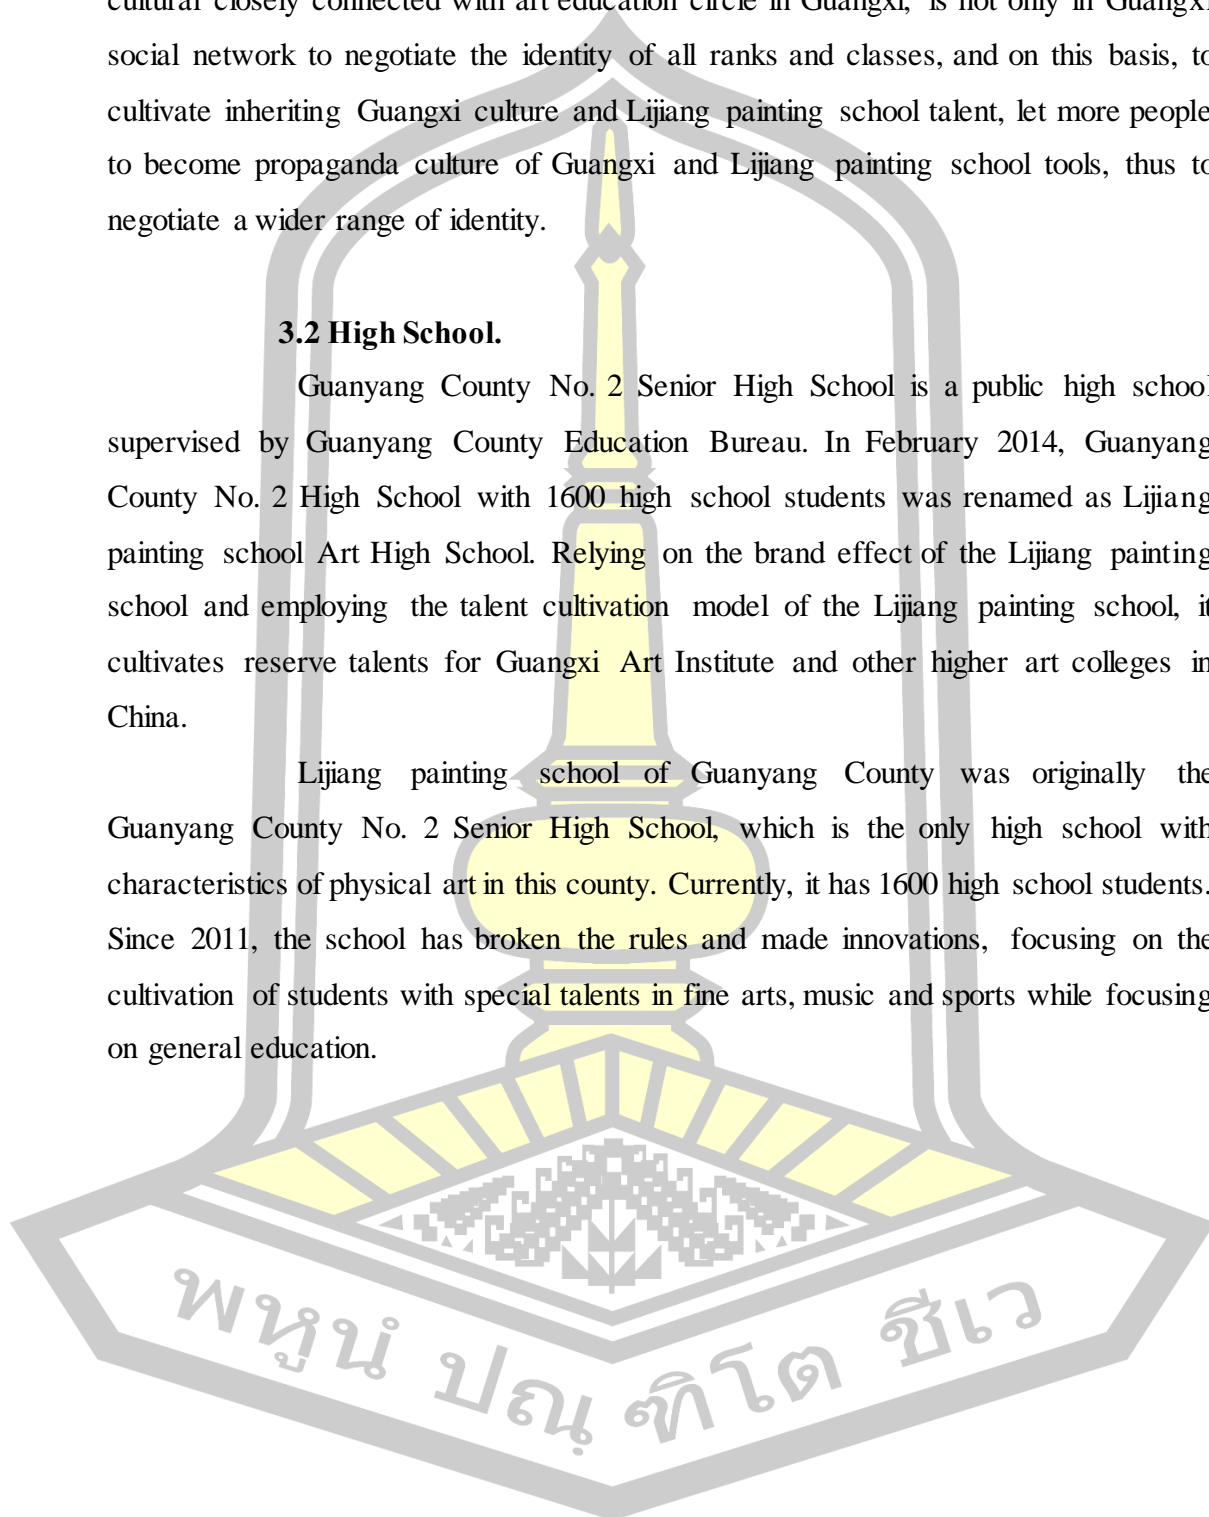 cultural closely connected with art education circle in Guangxi, is not only in Guangxi
social network to negotiate the identity of all ranks and classes, and on this basis, to
cultivate inheriting Guangxi culture and Lijiang painting school talent, let more people
to become propaganda culture of Guangxi and Lijiang painting school tools, thus to
negotiate a wider range of identity.
3.2 High School.
Guanyang County No. 2 Senior High School is a public high school
supervised by Guanyang County Education Bureau. In February 2014, Guanyang
County No. 2 High School with 1600 high school students was renamed as Lijiang
painting school Art High School. Relying on the brand effect of the Lijiang painting
school and employing the talent cultivation model of the Lijiang painting school, it
cultivates reserve talents for Guangxi Art Institute and other higher art colleges in
China.
Lijiang painting school of Guanyang County was originally the
Guanyang County No. 2 Senior High School, which is the only high school with
characteristics of physical art in this county. Currently, it has 1600 high school students.
Since 2011, the school has broken the rules and made innovations, focusing on the
cultivation of students with special talents in fine arts, music and sports while focusing
on general education.
พหูนํ ปณฺฑิโต ชีเว